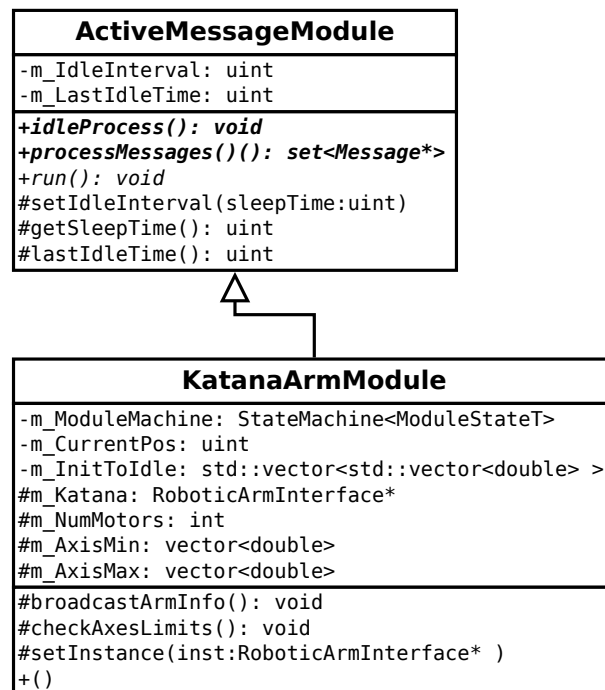 ActiveMessageModule
-m_IdleInterval: uint
-m_LastIdleTime: uint
+idleProcess(): void
+processMessages()(): set<Message*>
+run(): void
#setIdleInterval(sleepTime:uint)
#getSleepTime(): uint
#lastIdleTime(): uint
KatanaArmModule
-m_ModuleMachine: StateMachine<ModuleStateT>
-m_CurrentPos: uint
-m_InitToIdle: std::vector<std::vector<double> >
#m_Katana: RoboticArmInterface*
#m_NumMotors: int
#m_AxisMin: vector<double>
#m_AxisMax: vector<double>
#broadcastArmInfo(): void
#checkAxesLimits(): void
#setInstance(inst:RoboticArmInterface* )
+()